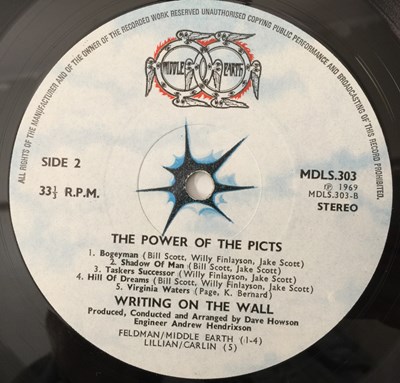 ALL RIGHTS OF THE MANUFACTURER AND OF THE OWNER OF THE RECORDED WORK RESERVED UNAUTHORISED COPYING PUBLIC PERFORMANCE AND BROADCASTING OF THIS RECORD PROHIBITED.
MIDDLE EARTH
SIDE 2
33⅓ R.P.M.
MDLS.303
℗ 1969
MDLS.303-B
STEREO
THE POWER OF THE PICTS
1. Bogeyman (Bill Scott, Willy Finlayson, Jake Scott)
2. Shadow Of Man (Bill Scott, Jake Scott)
3. Taskers Successor (Willy Finlayson, Jake Scott)
4. Hill Of Dreams (Bill Scott, Willy Finlayson, Jake Scott)
5. Virginia Waters (Page, K. Bernard)
WRITING ON THE WALL
Produced, Conducted and Arranged by Dave Howson
Engineer Andrew Hendrixson
FELDMAN/MIDDLE EARTH (1-4)
LILLIAN/CARLIN (5)